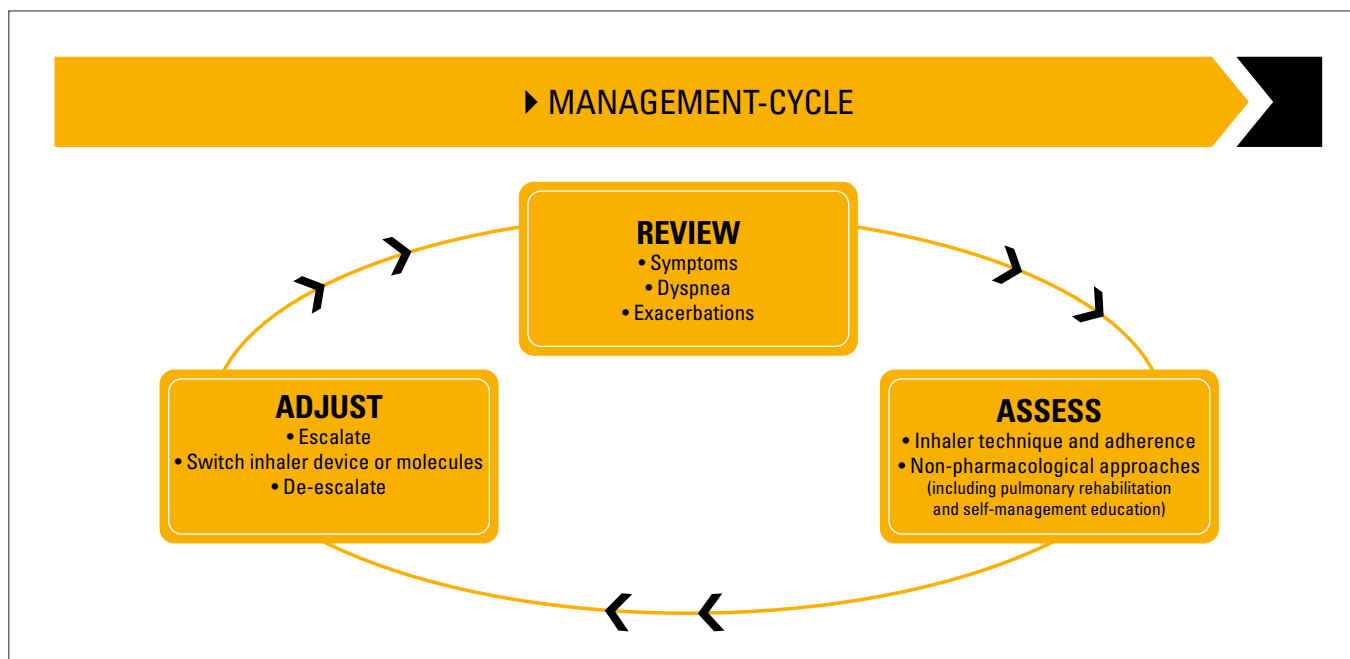 MANAGEMENT-CYCLE
REVIEW
• Symptoms
• Dyspnea
• Exacerbations
ADJUST
• Escalate
• Switch inhaler device or molecules
• De-escalate
ASSESS
• Inhaler technique and adherence
• Non-pharmacological approaches
(including pulmonary rehabilitation
and self-management education)